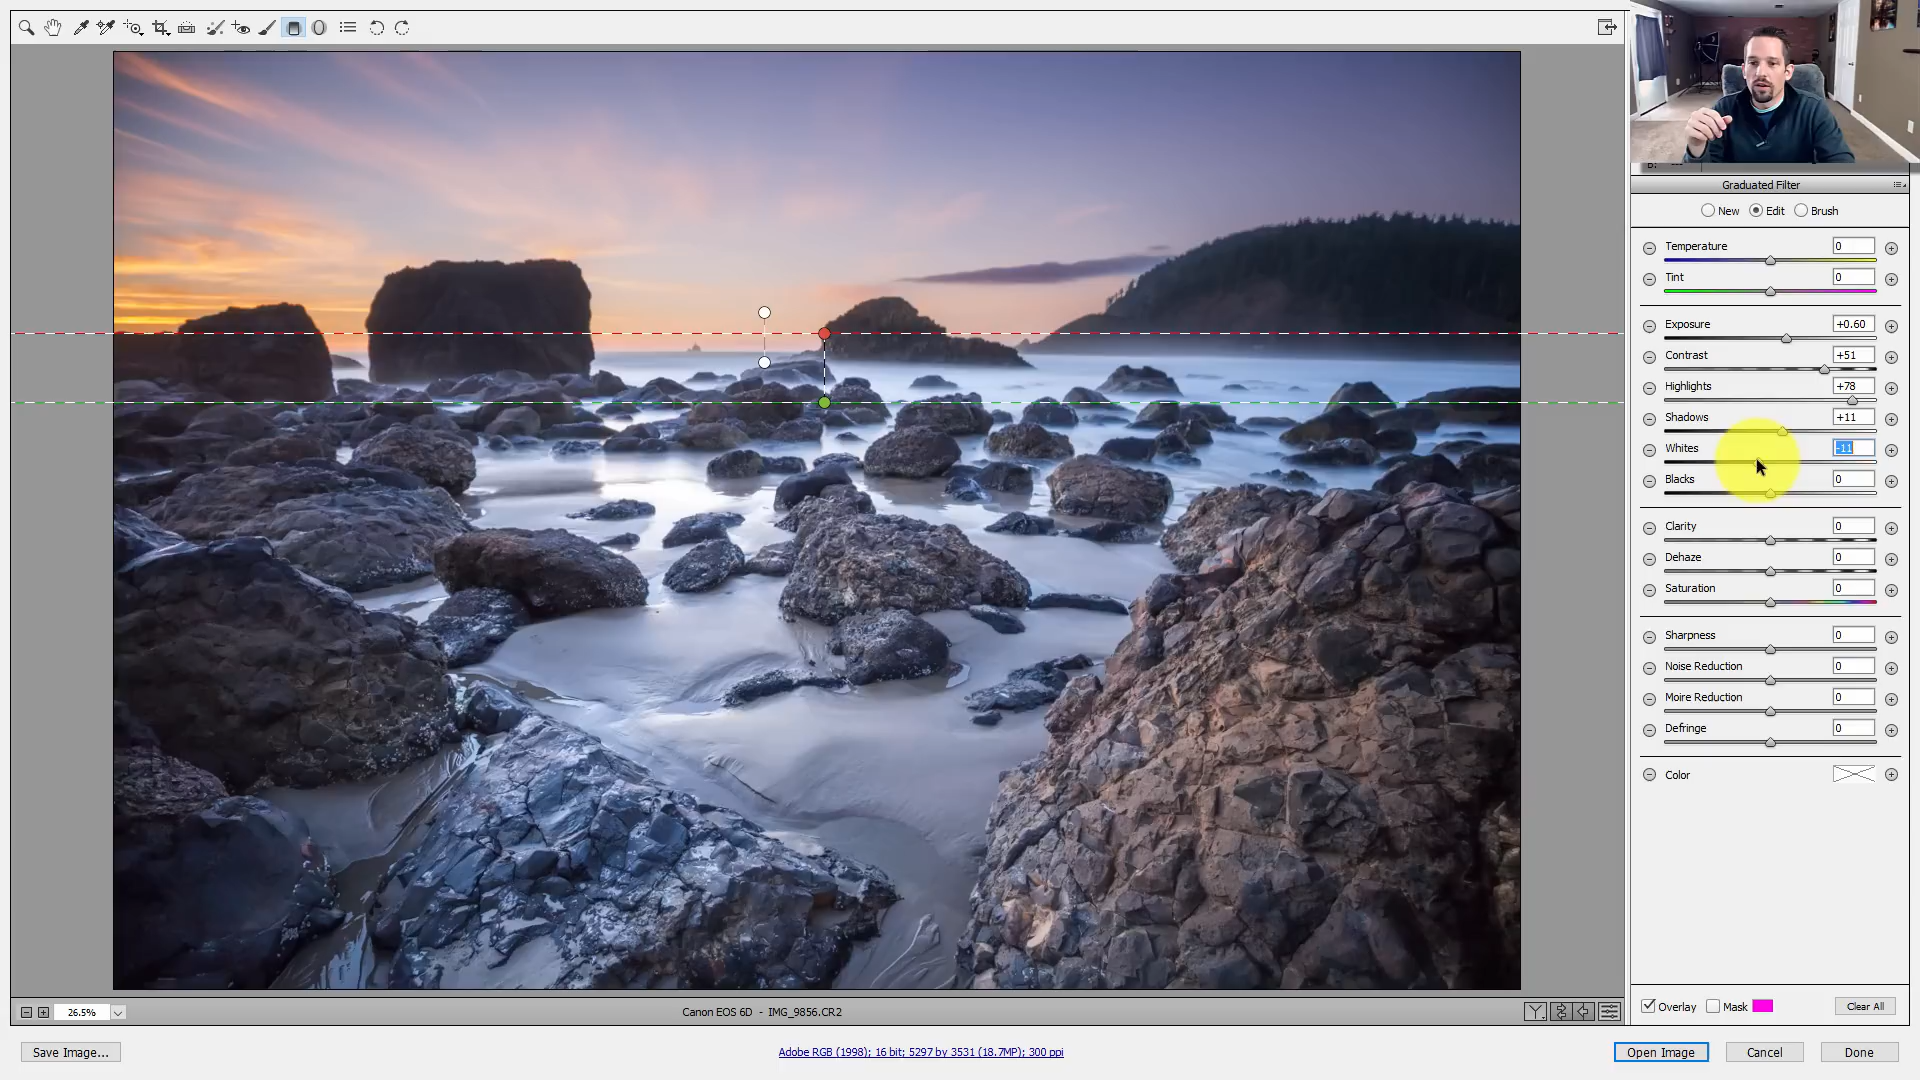 Graduated Filter
New Edit Brush
Temperature 0
Tint 0
Exposure +0.60
Contrast +51
Highlights +78
Shadows +11
Whites -11
Blacks 0
Clarity 0
Dehaze 0
Saturation 0
Sharpness 0
Noise Reduction 0
Moire Reduction 0
Defringe 0
Color
Overlay Mask Clear All
26.5% Canon EOS 6D - IMG_9856.CR2
Save Image... Adobe RGB (1998); 16 bit; 5297 by 3531 (18.7MP); 300 ppi Open Image Cancel Done